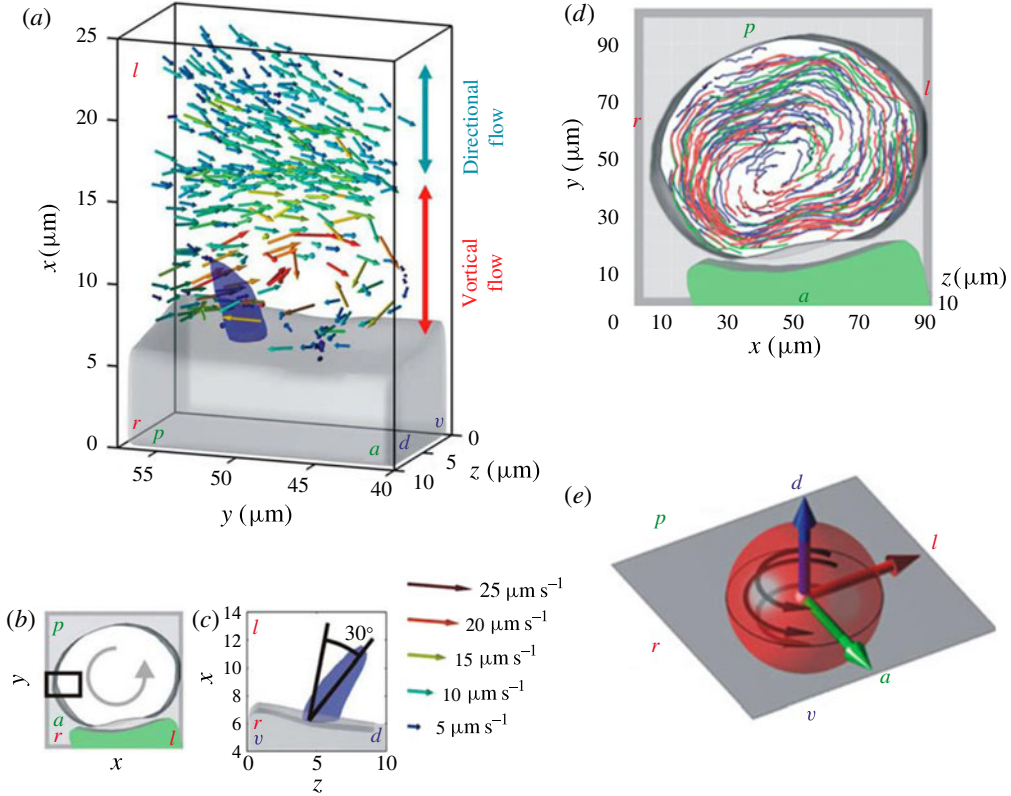 (a)
25
20
15
10
5
0
x (µm)
l
r
p
a
d
v
55
50
45
40
y (µm)
10
5
0
z (µm)
Directional
flow
Vortical
flow
(b)
p
a
r
l
y
x
(c)
14
12
10
8
6
4
x
l
r
v
d
30°
0
5
10
z
25 µm s⁻¹
20 µm s⁻¹
15 µm s⁻¹
10 µm s⁻¹
5 µm s⁻¹
(d)
90
70
50
30
10
0
y (µm)
p
r
l
a
10
30
50
70
90
x (µm)
z (µm)
10
(e)
d
p
l
r
a
v